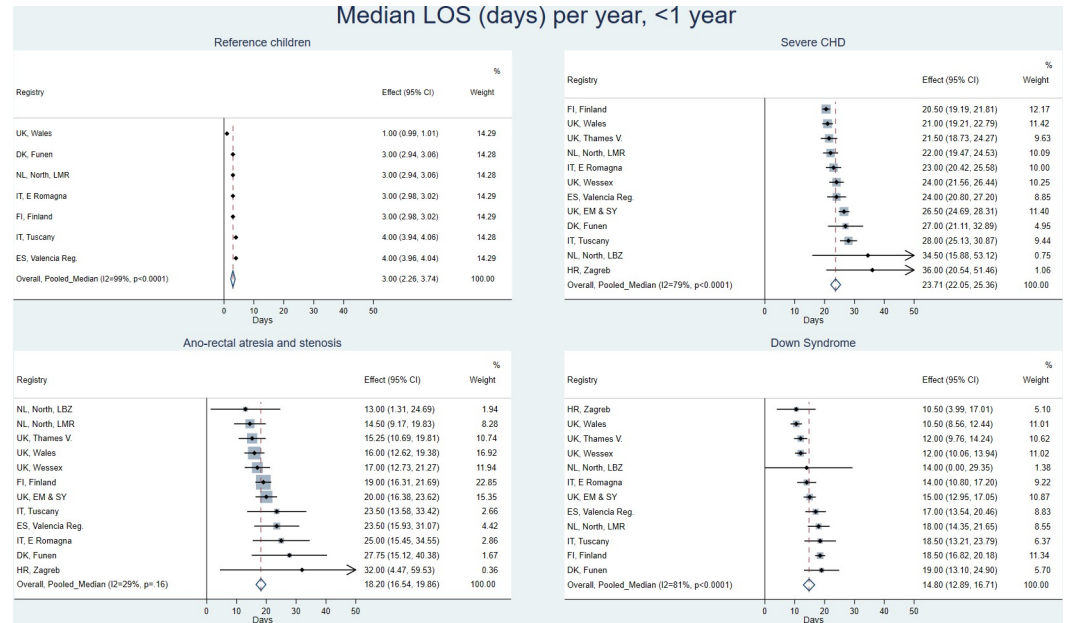 Median LOS (days) per year, <1 year
Reference children
%
Registry Effect (95% CI) Weight
UK, Wales 1.00 (0.99, 1.01) 14.29
DK, Funen 3.00 (2.94, 3.06) 14.28
NL, North, LMR 3.00 (2.94, 3.06) 14.28
IT, E Romagna 3.00 (2.98, 3.02) 14.29
FI, Finland 3.00 (2.98, 3.02) 14.29
IT, Tuscany 4.00 (3.94, 4.06) 14.28
ES, Valencia Reg. 4.00 (3.96, 4.04) 14.29
Overall, Pooled_Median (I2=99%, p<0.0001) 3.00 (2.26, 3.74) 100.00
0 10 20 30 40 50
Days
Severe CHD
%
Registry Effect (95% CI) Weight
FI, Finland 20.50 (19.19, 21.81) 12.17
UK, Wales 21.00 (19.21, 22.79) 11.42
UK, Thames V. 21.50 (18.73, 24.27) 9.63
NL, North, LMR 22.00 (19.47, 24.53) 10.09
IT, E Romagna 23.00 (20.42, 25.58) 10.00
UK, Wessex 24.00 (21.56, 26.44) 10.25
ES, Valencia Reg. 24.00 (20.80, 27.20) 8.85
UK, EM & SY 26.50 (24.69, 28.31) 11.40
DK, Funen 27.00 (21.11, 32.89) 4.95
IT, Tuscany 28.00 (25.13, 30.87) 9.44
NL, North, LBZ 34.50 (15.88, 53.12) 0.75
HR, Zagreb 36.00 (20.54, 51.46) 1.06
Overall, Pooled_Median (I2=79%, p<0.0001) 23.71 (22.05, 25.36) 100.00
0 10 20 30 40 50
Days
Ano-rectal atresia and stenosis
%
Registry Effect (95% CI) Weight
NL, North, LBZ 13.00 (1.31, 24.69) 1.94
NL, North, LMR 14.50 (9.17, 19.83) 8.28
UK, Thames V. 15.25 (10.69, 19.81) 10.74
UK, Wales 16.00 (12.62, 19.38) 16.92
UK, Wessex 17.00 (12.73, 21.27) 11.94
FI, Finland 19.00 (16.31, 21.69) 22.85
UK, EM & SY 20.00 (16.38, 23.62) 15.35
IT, Tuscany 23.50 (13.58, 33.42) 2.66
ES, Valencia Reg. 23.50 (15.93, 31.07) 4.42
IT, E Romagna 25.00 (15.45, 34.55) 2.86
DK, Funen 27.75 (15.12, 40.38) 1.67
HR, Zagreb 32.00 (4.47, 59.53) 0.36
Overall, Pooled_Median (I2=29%, p=.16) 18.20 (16.54, 19.86) 100.00
0 10 20 30 40 50
Days
Down Syndrome
%
Registry Effect (95% CI) Weight
HR, Zagreb 10.50 (3.99, 17.01) 5.10
UK, Wales 10.50 (8.56, 12.44) 11.01
UK, Thames V. 12.00 (9.76, 14.24) 10.62
UK, Wessex 12.00 (10.06, 13.94) 11.02
NL, North, LBZ 14.00 (0.00, 29.35) 1.38
IT, E Romagna 14.00 (10.80, 17.20) 9.22
UK, EM & SY 15.00 (12.95, 17.05) 10.87
ES, Valencia Reg. 17.00 (13.54, 20.46) 8.83
NL, North, LMR 18.00 (14.35, 21.65) 8.55
IT, Tuscany 18.50 (13.21, 23.79) 6.37
FI, Finland 18.50 (16.82, 20.18) 11.34
DK, Funen 19.00 (13.10, 24.90) 5.70
Overall, Pooled_Median (I2=81%, p<0.0001) 14.80 (12.89, 16.71) 100.00
0 10 20 30 40 50
Days